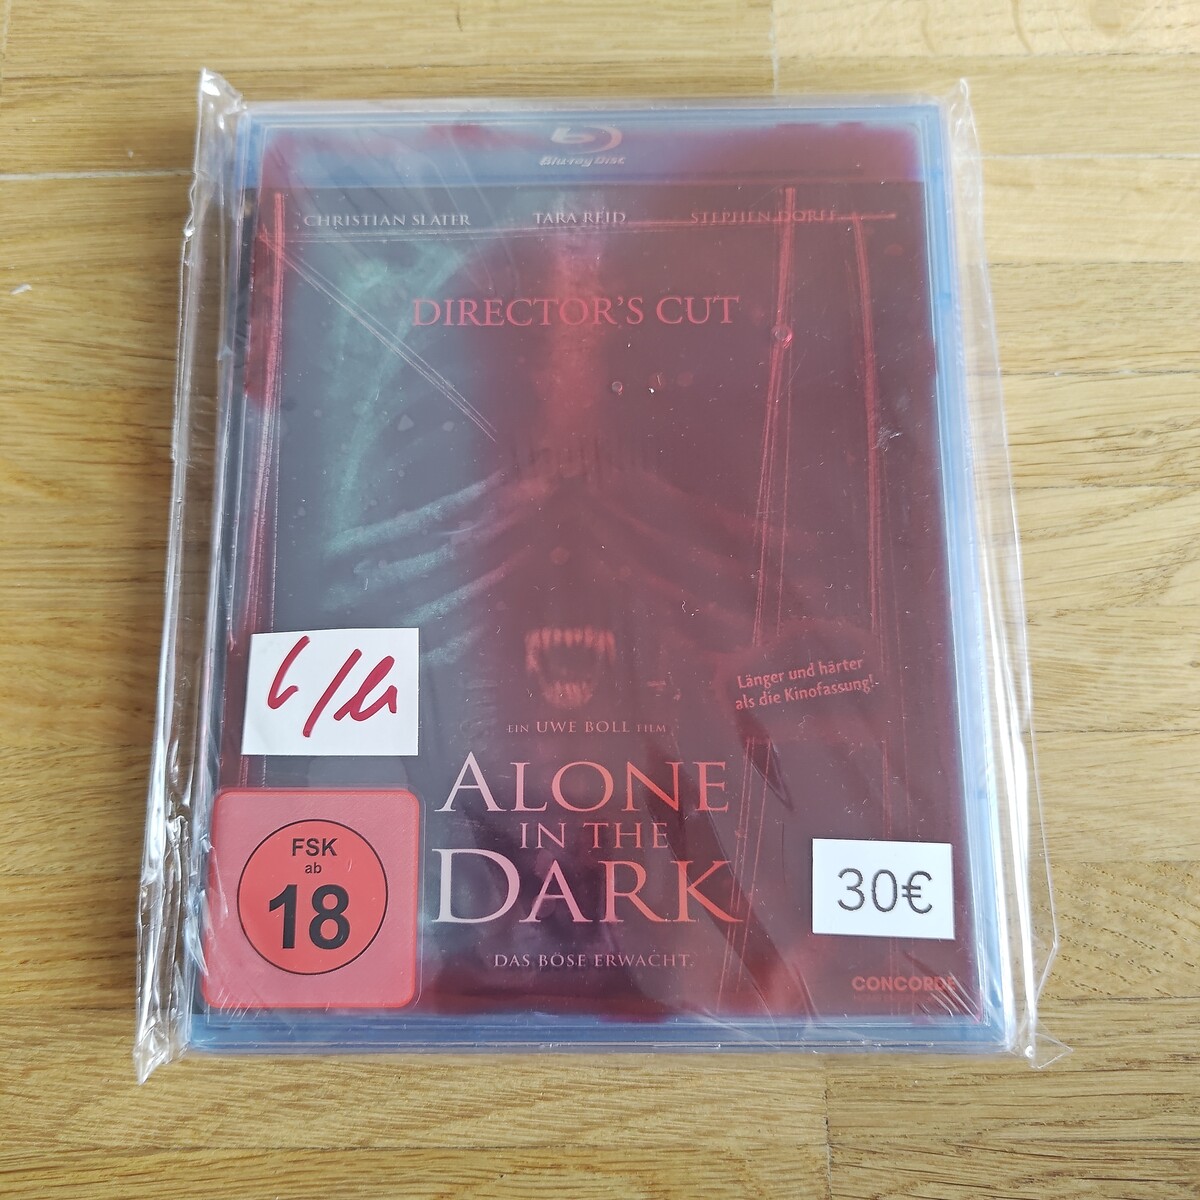 Blu-ray Disc
CHRISTIAN SLATER TARA REID STEPHEN DORFF
DIRECTOR'S CUT
Länger und härter
als die Kinofassung!
EIN UWE BOLL FILM
ALONE
IN THE
DARK
DAS BÖSE ERWACHT.
FSK
ab
18
30€
CONCORDE